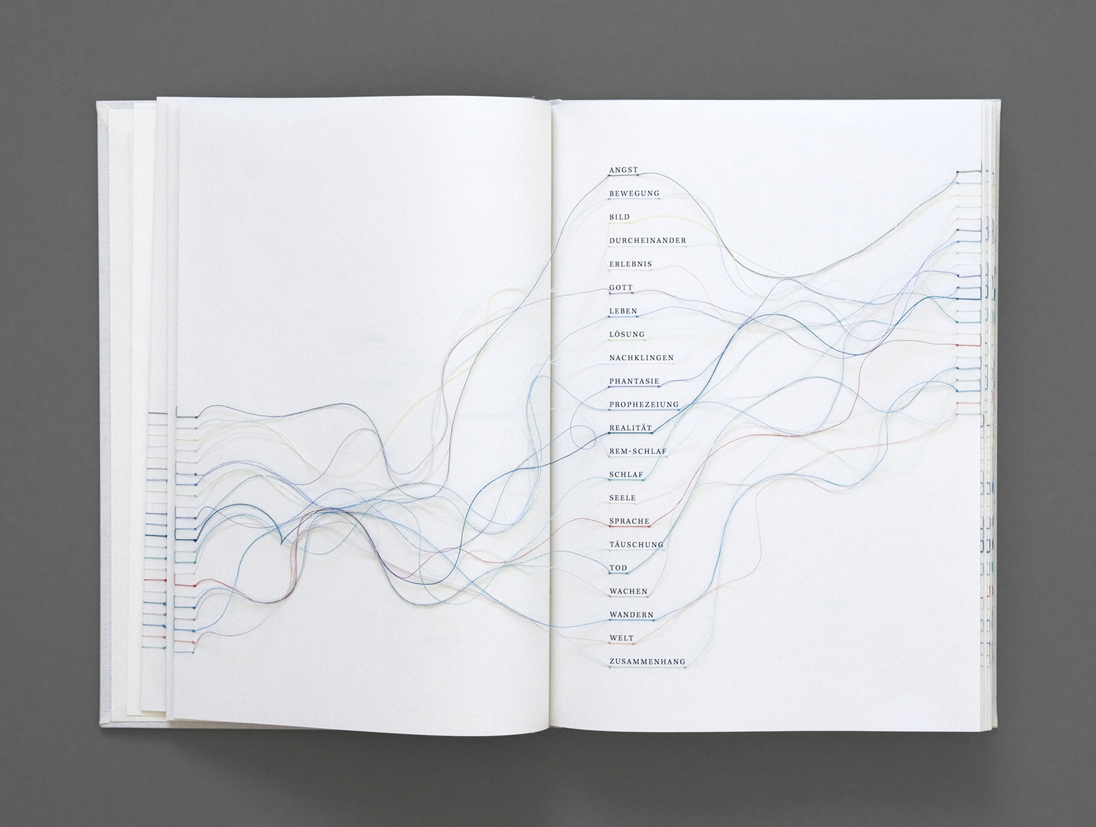 ANGST
BEWEGUNG
BILD
DURCHEINANDER
ERLEBNIS
GOTT
LEBEN
LÖSUNG
NACHKLINGEN
PHANTASIE
PROPHEZEIUNG
REALITÄT
REM-SCHLAF
SCHLAF
SEELE
SPRACHE
TÄUSCHUNG
TOD
WACHEN
WANDERN
WELT
ZUSAMMENHANG